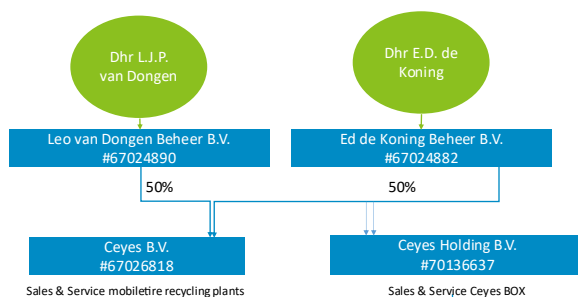 Dhr L.J.P.
van Dongen
Dhr E.D. de
Koning
Leo van Dongen Beheer B.V.
#67024890
Ed de Koning Beheer B.V.
#67024882
50%
50%
Ceyes B.V.
#67026818
Ceyes Holding B.V.
#70136637
Sales & Service mobiletire recycling plants
Sales & Service Ceyes BOX